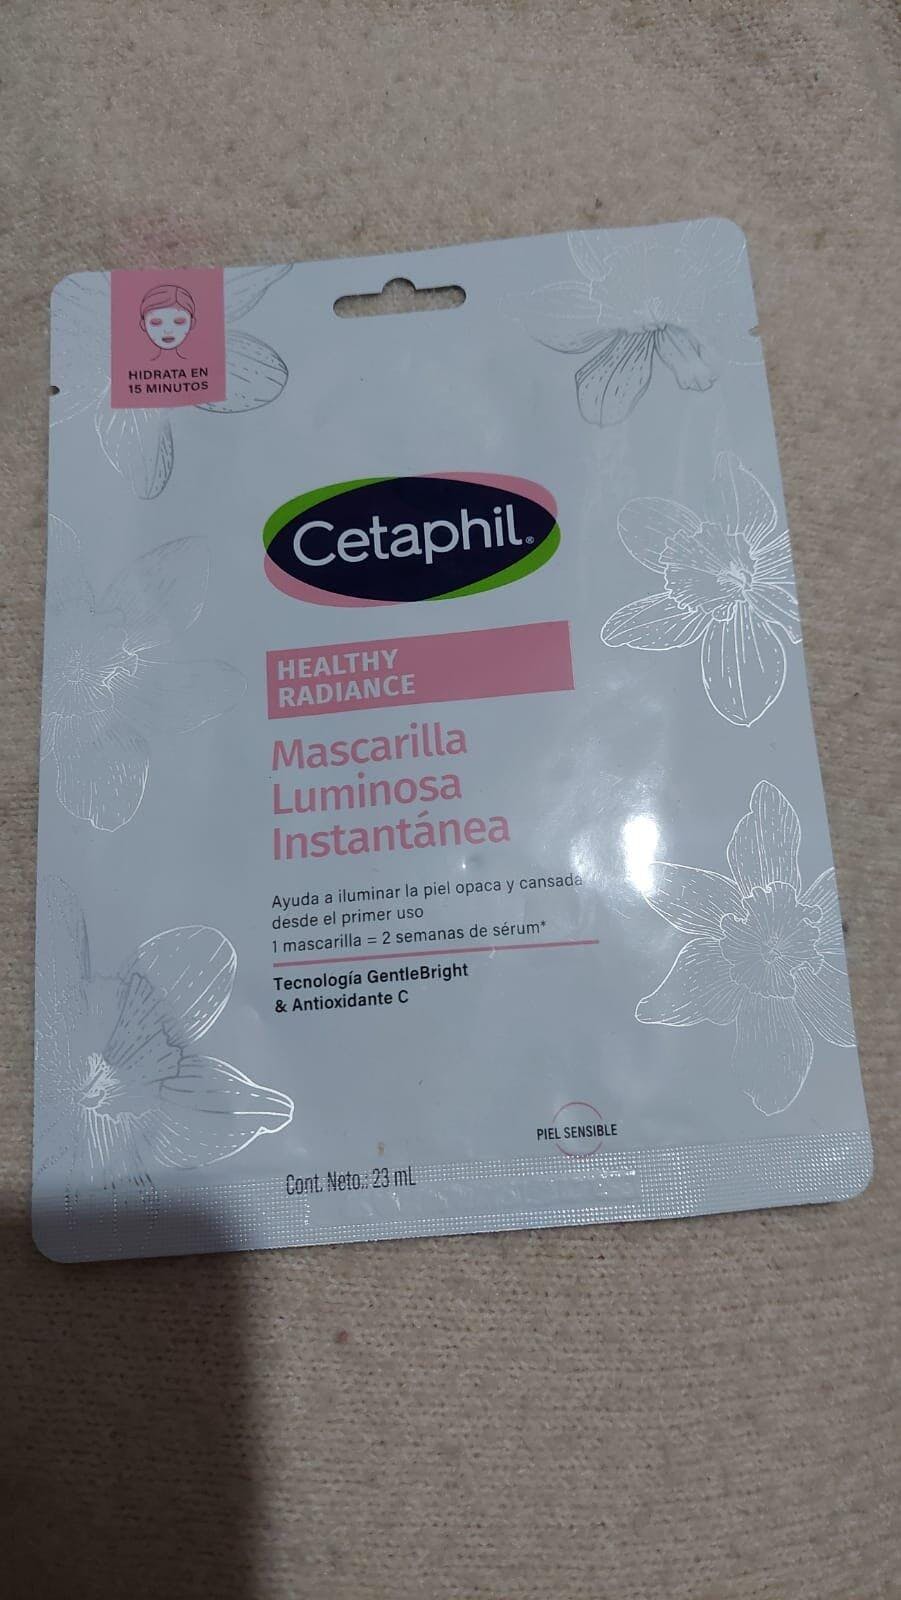 HIDRATA EN
15 MINUTOS
Cetaphil®
HEALTHY
RADIANCE
Mascarilla
Luminosa
Instantánea
Ayuda a iluminar la piel opaca y cansada
desde el primer uso
1 mascarilla = 2 semanas de sérum*
Tecnología GentleBright
& Antioxidante C
PIEL SENSIBLE
Cont. Neto.: 23 mL